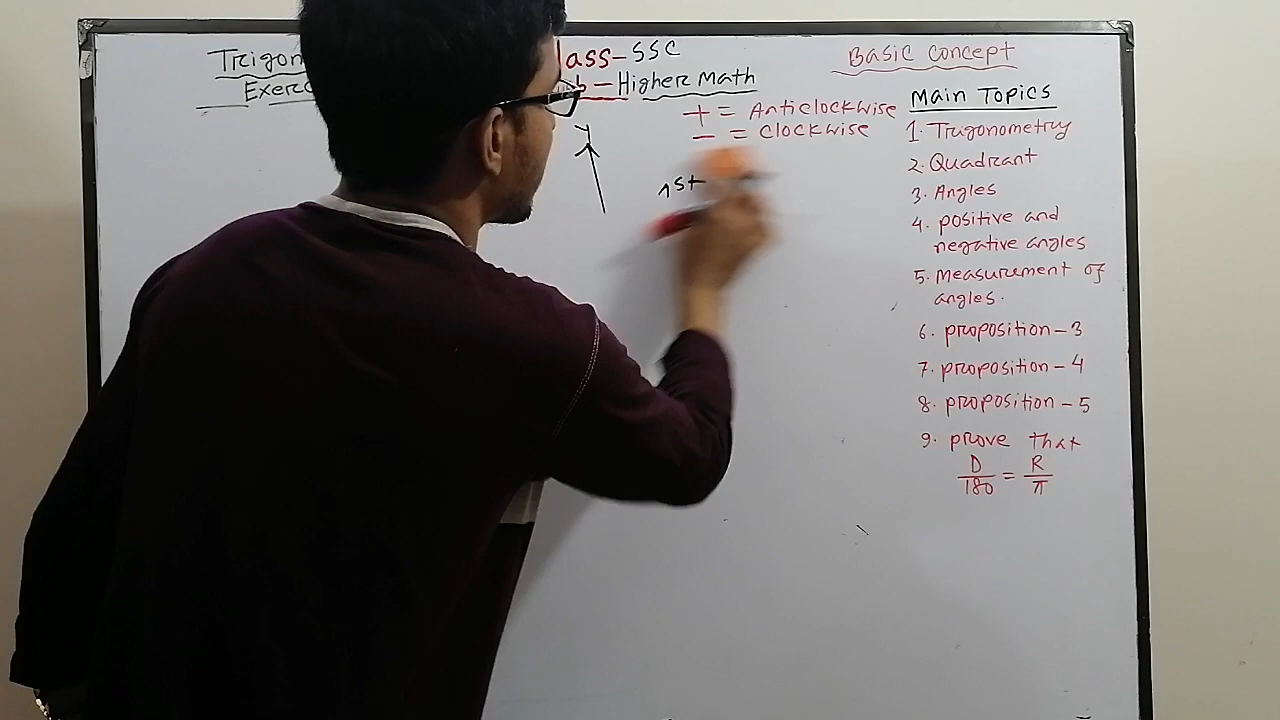 Trigon
Exerc
lass-SSC
- Higher Math
Basic Concept
+ = Anticlockwise
- = Clockwise
Y
1st
Main Topics
1. Trigonometry
2. Quadrant
3. Angles
4. positive and
negative angles
5. Measurement of
angles.
6. proposition-3
7. proposition-4
8. proposition-5
9. prove that
D/180 = R/π